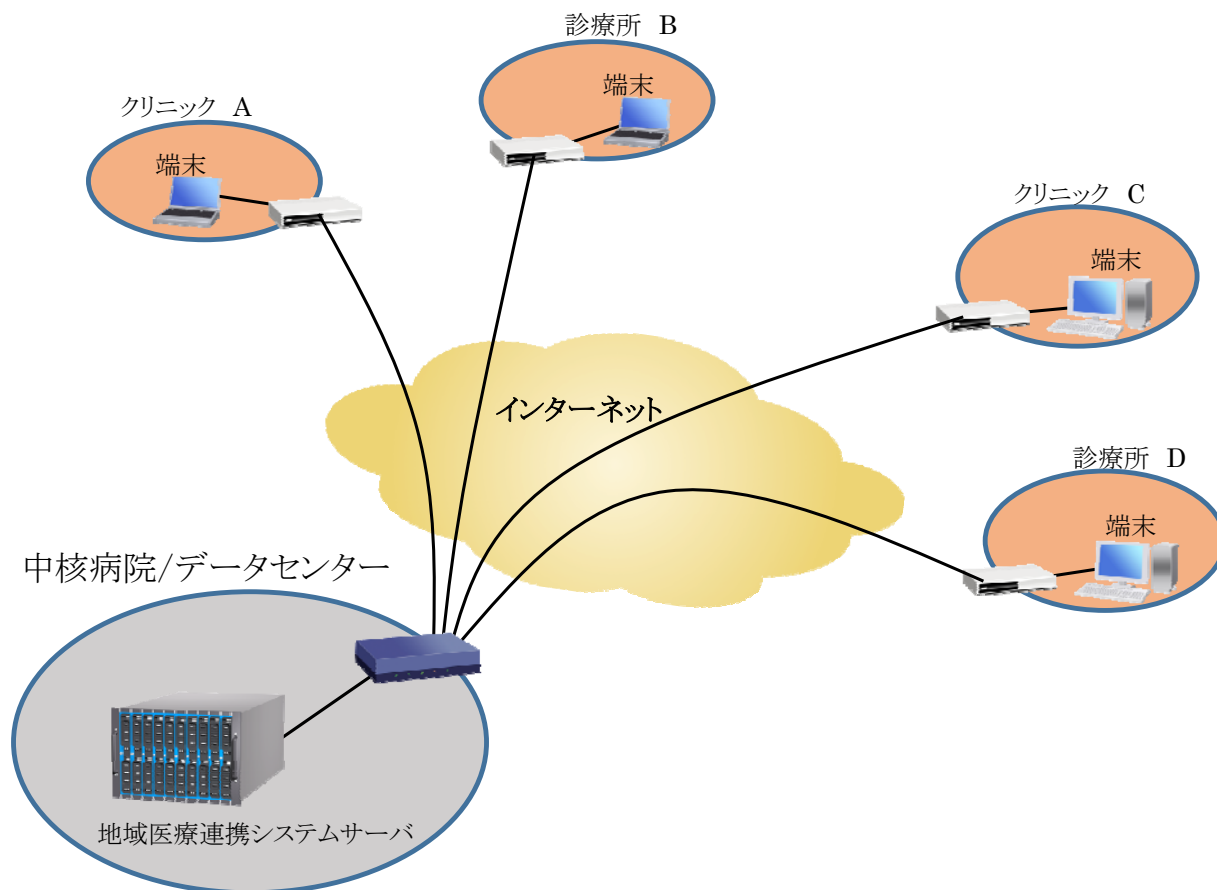 診療所 B
端末
クリニック A
端末
クリニック C
端末
インターネット
診療所 D
端末
中核病院/データセンター
地域医療連携システムサーバ